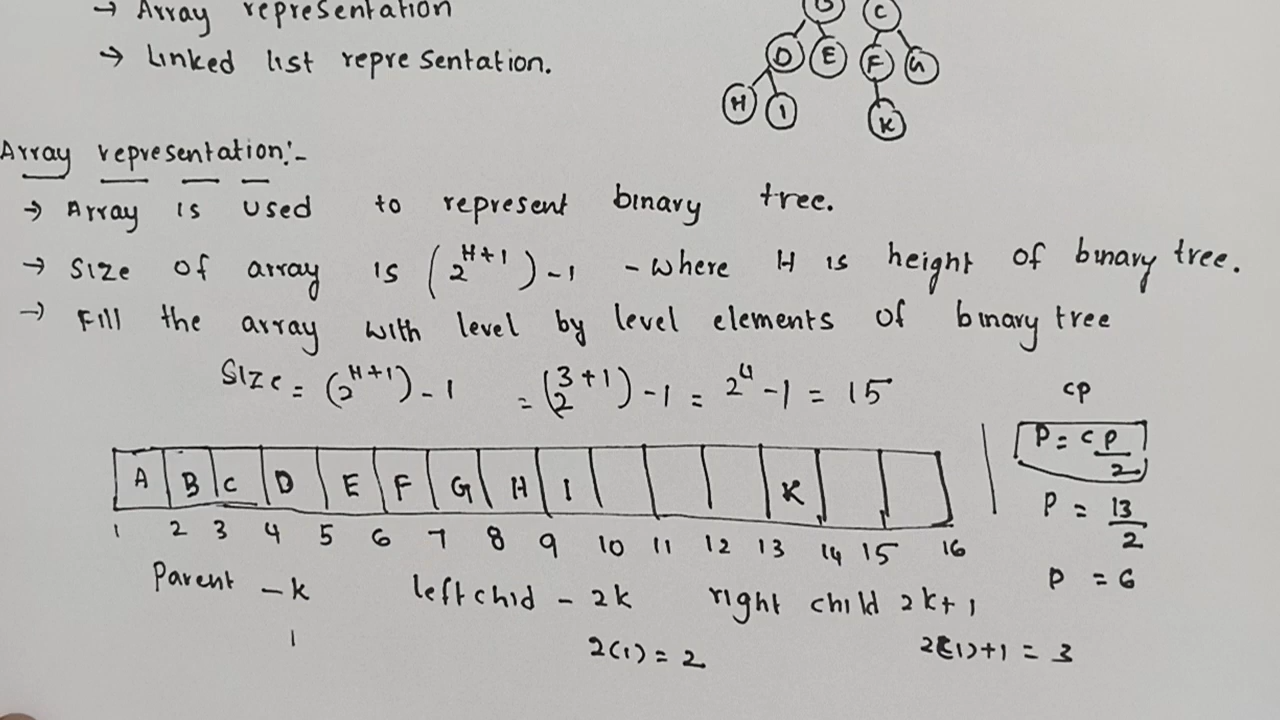 → Array representation
→ Linked list representation.
B C
D E F G
H I K
Array representation:-
→ Array is used to represent binary tree.
→ Size of array is (2^H+1) - 1 - where H is height of binary tree.
→ Fill the array with level by level elements of binary tree
Size = (2^H+1) - 1 = (2^3+1) - 1 = 2^4 - 1 = 15
CP
P = CP/2
P = 13/2
P = 6
A B C D E F G H I K
1 2 3 4 5 6 7 8 9 10 11 12 13 14 15 16
Parent - k left chid - 2k right child 2k+1
1 2(1) = 2 2(1)+1 = 3